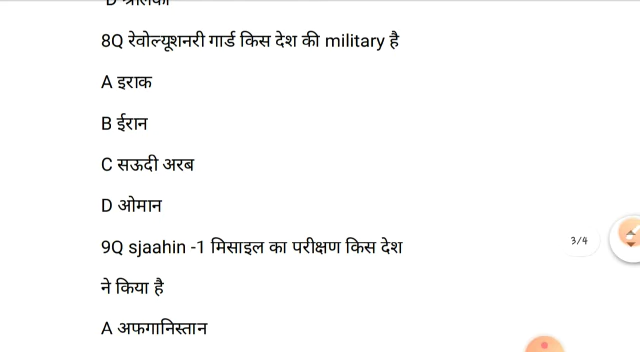 D श्रीलंका
8Q रेवोल्यूशनरी गार्ड किस देश की military है
A इराक
B ईरान
C सऊदी अरब
D ओमान
9Q sjaahin -1 मिसाइल का परीक्षण किस देश
3/4
ने किया है
A अफगानिस्तान